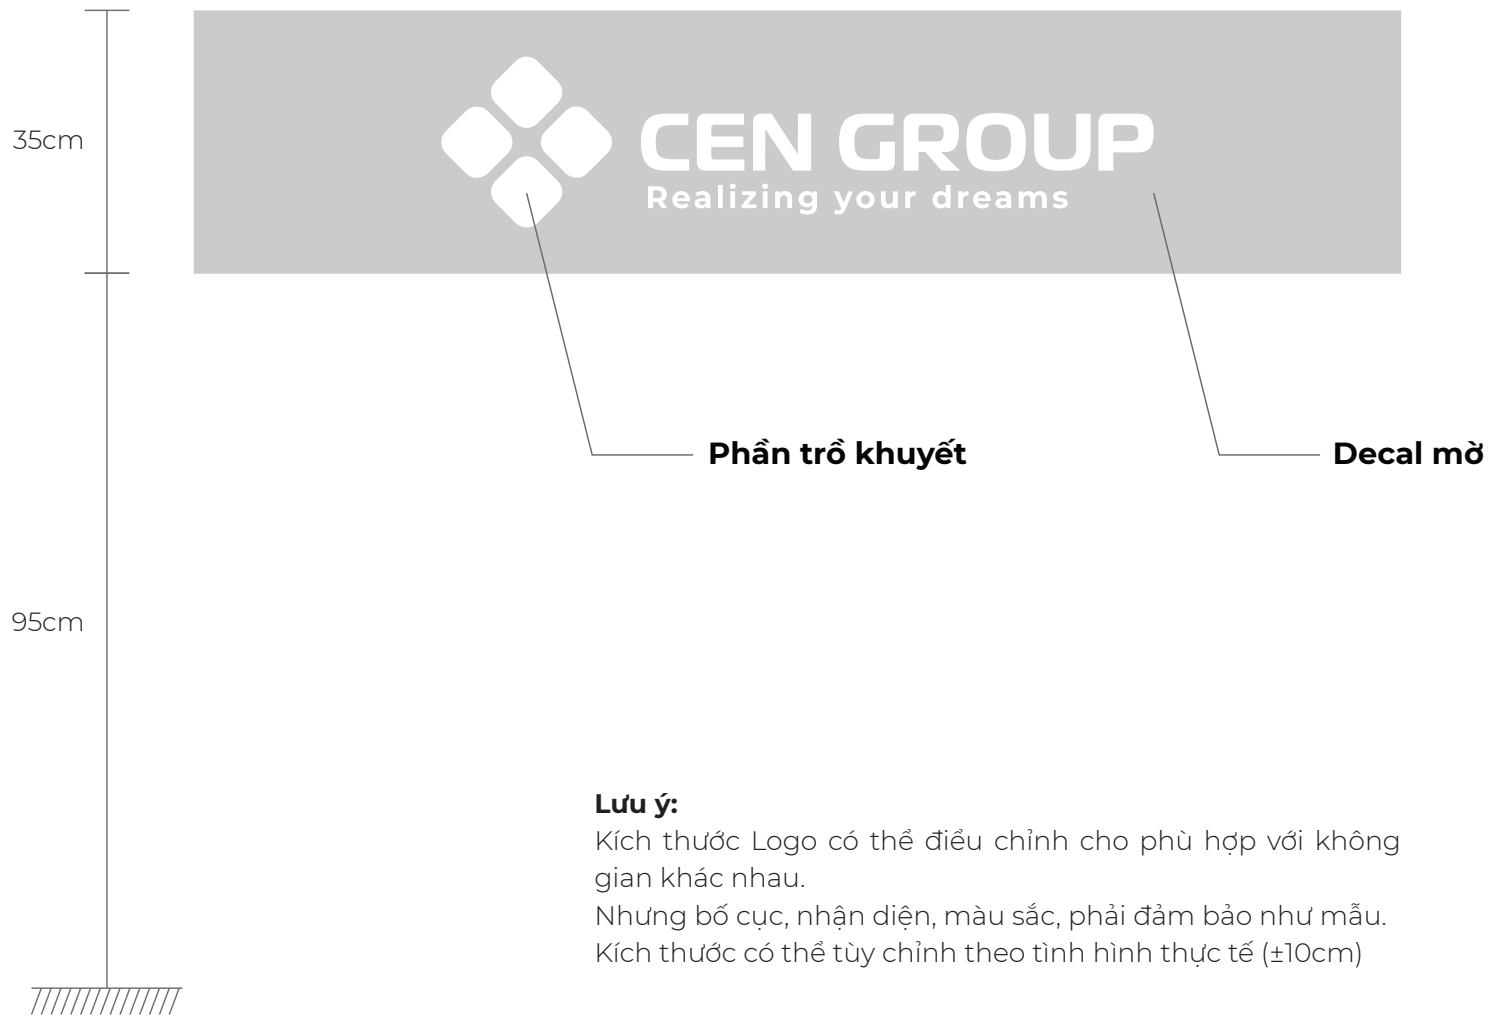 35cm
CEN GROUP
Realizing your dreams
Phần trổ khuyết
Decal mờ
95cm
Lưu ý:
Kích thước Logo có thể điểu chỉnh cho phù hợp với không
gian khác nhau.
Nhưng bố cục, nhận diện, màu sắc, phải đảm bảo như mẫu.
Kích thước có thể tùy chỉnh theo tình hình thực tế (±10cm)